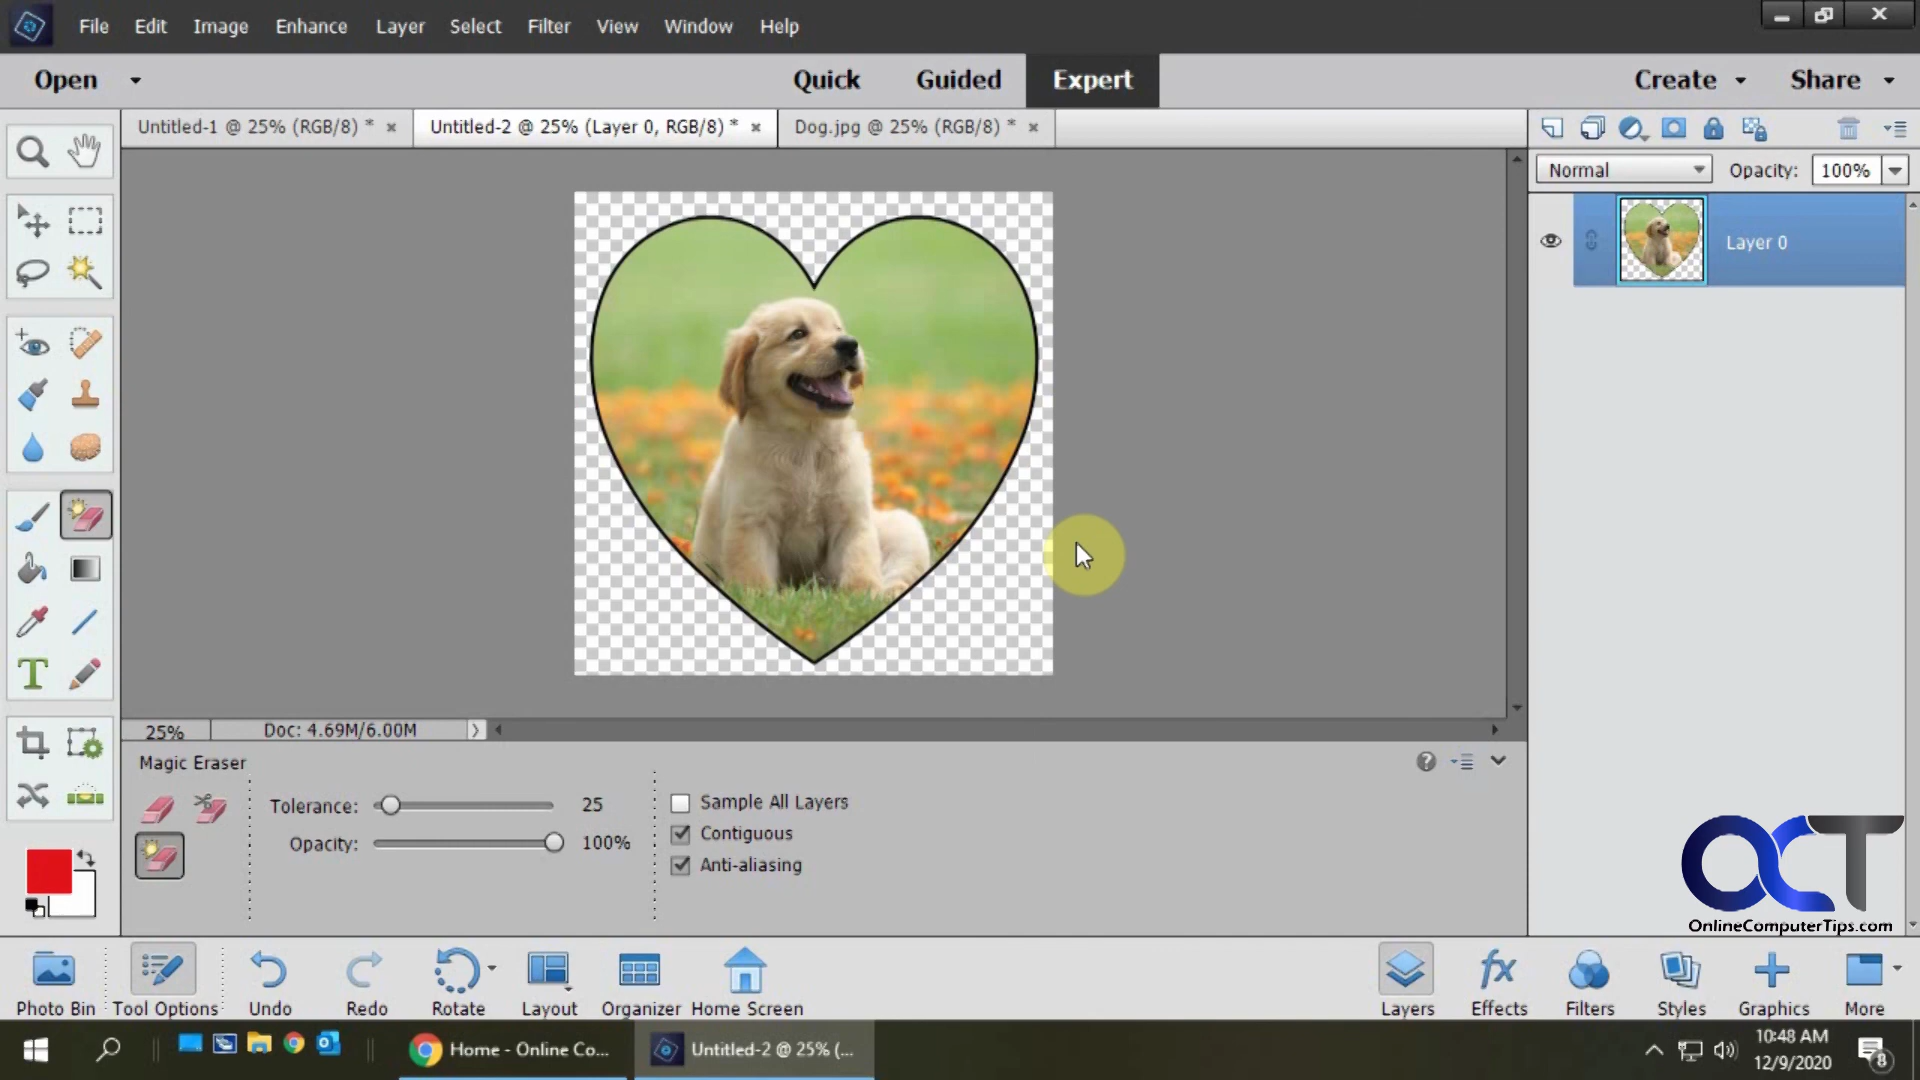 File Edit Image Enhance Layer Select Filter View Window Help
Open Quick Guided Expert Create Share
Untitled-1 @ 25% (RGB/8) * × Untitled-2 @ 25% (Layer 0, RGB/8) * × Dog.jpg @ 25% (RGB/8) * ×
Normal Opacity: 100%
Layer 0
T
25% Doc: 4.69M/6.00M
Magic Eraser
Tolerance: 25 Sample All Layers
Contiguous
Opacity: 100%
Anti-aliasing
OCT
OnlineComputerTips.com
fx
Photo Bin Tool Options Undo Redo Rotate Layout Organizer Home Screen Layers Effects Filters Styles Graphics More
Home - Online Co... Untitled-2 @ 25% (... 10:48 AM
12/9/2020 8